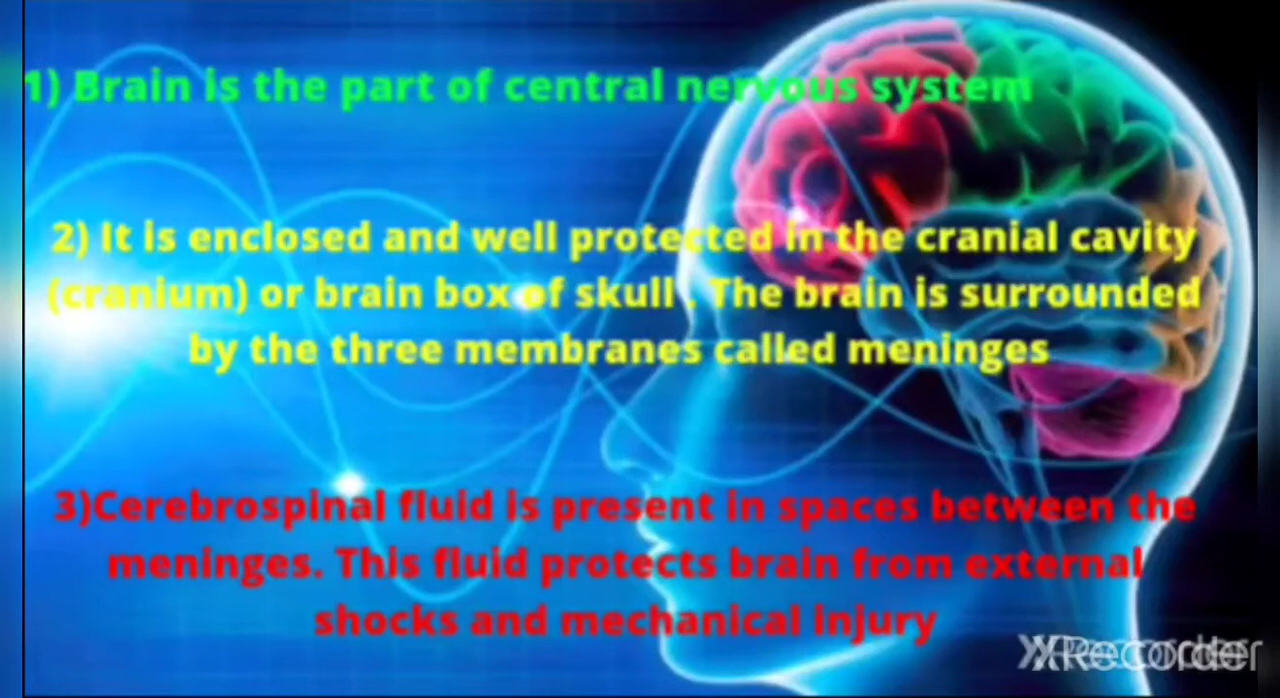 1) Brain is the part of central nervous system
2) It is enclosed and well protected in the cranial cavity
(cranium) or brain box of skull . The brain is surrounded
by the three membranes called meninges
3)Cerebrospinal fluid is present in spaces between the
meninges. This fluid protects brain from external
shocks and mechanical injury
XRecorder